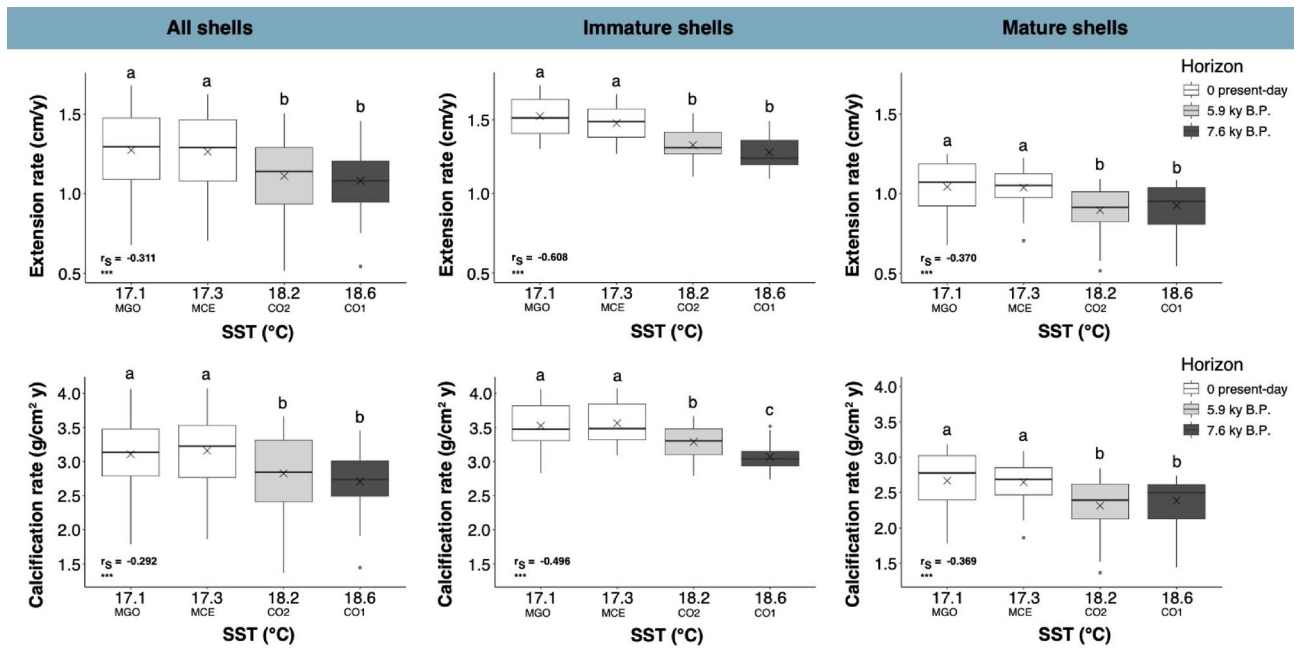 All shells Immature shells Mature shells
Extension rate (cm/y)
1.5
1.0
0.5
a a b b
rS = -0.311
***
17.1 17.3 18.2 18.6
MGO MCE CO2 CO1
SST (°C)
Extension rate (cm/y)
1.5
1.0
0.5
a a b b
rS = -0.608
***
17.1 17.3 18.2 18.6
MGO MCE CO2 CO1
SST (°C)
Extension rate (cm/y)
1.5
1.0
0.5
a a b b
rS = -0.370
***
17.1 17.3 18.2 18.6
MGO MCE CO2 CO1
SST (°C)
Horizon
0 present-day
5.9 ky B.P.
7.6 ky B.P.
Calcification rate (g/cm² y)
4.0
3.5
3.0
2.5
2.0
1.5
a a b b
rS = -0.292
***
17.1 17.3 18.2 18.6
MGO MCE CO2 CO1
SST (°C)
Calcification rate (g/cm² y)
4.0
3.5
3.0
2.5
2.0
1.5
a a b c
rS = -0.496
***
17.1 17.3 18.2 18.6
MGO MCE CO2 CO1
SST (°C)
Calcification rate (g/cm² y)
4.0
3.5
3.0
2.5
2.0
1.5
a a b b
rS = -0.369
***
17.1 17.3 18.2 18.6
MGO MCE CO2 CO1
SST (°C)
Horizon
0 present-day
5.9 ky B.P.
7.6 ky B.P.